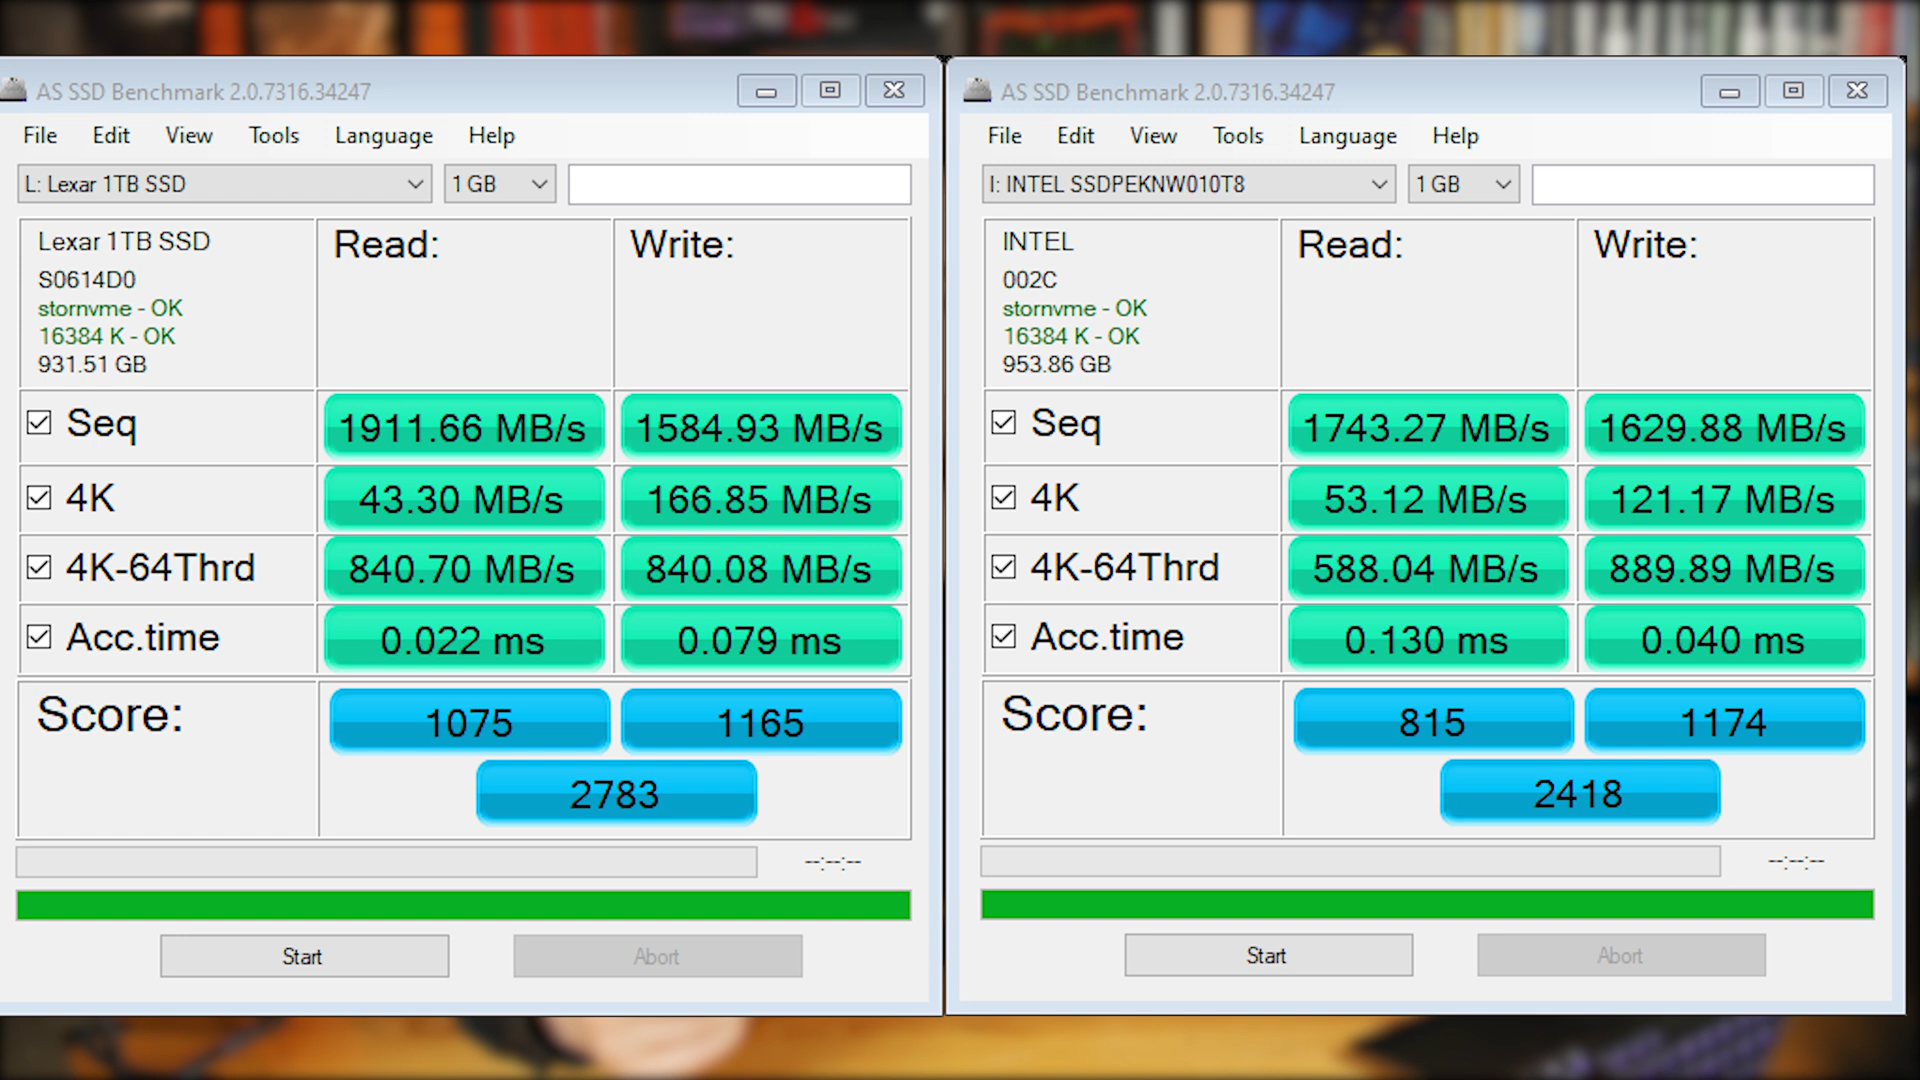 AS SSD Benchmark 2.0.7316.34247
File Edit View Tools Language Help
L: Lexar 1TB SSD 1 GB
Lexar 1TB SSD
S0614D0
stornvme - OK
16384 K - OK
931.51 GB
Read: Write:
Seq 1911.66 MB/s 1584.93 MB/s
4K 43.30 MB/s 166.85 MB/s
4K-64Thrd 840.70 MB/s 840.08 MB/s
Acc.time 0.022 ms 0.079 ms
Score: 1075 1165
2783
--:--:--
Start Abort
AS SSD Benchmark 2.0.7316.34247
File Edit View Tools Language Help
I: INTEL SSDPEKNW010T8 1 GB
INTEL
002C
stornvme - OK
16384 K - OK
953.86 GB
Read: Write:
Seq 1743.27 MB/s 1629.88 MB/s
4K 53.12 MB/s 121.17 MB/s
4K-64Thrd 588.04 MB/s 889.89 MB/s
Acc.time 0.130 ms 0.040 ms
Score: 815 1174
2418
--:--:--
Start Abort